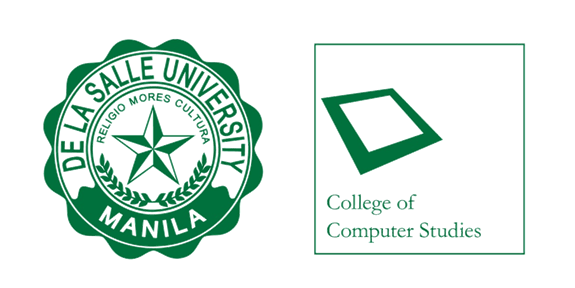 DE LA SALLE UNIVERSITY
RELIGIO MORES CULTURA
MANILA
College of
Computer Studies